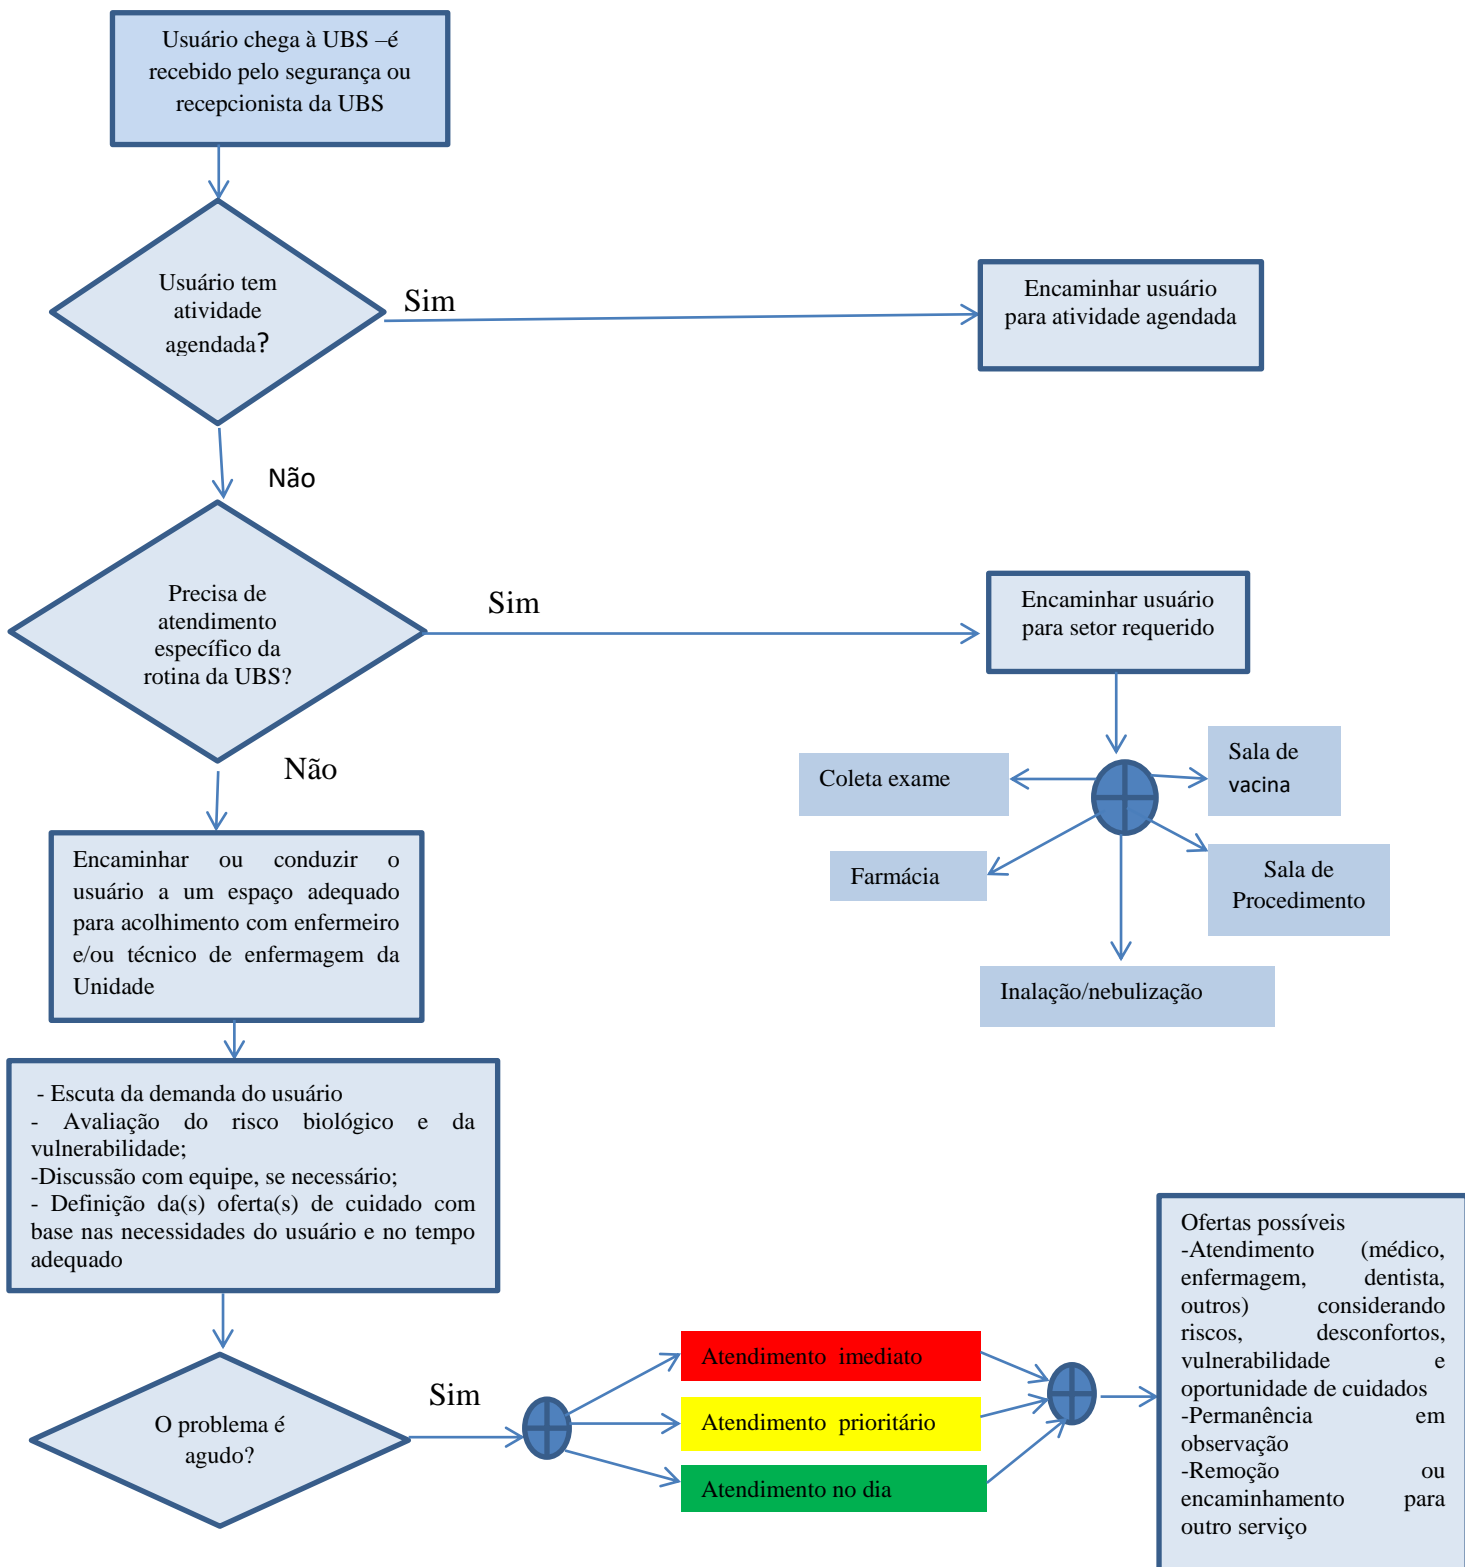 Usuário chega à UBS –é
recebido pelo segurança ou
recepcionista da UBS
Usuário tem
atividade
agendada?
Sim
Encaminhar usuário
para atividade agendada
Não
Precisa de
atendimento
específico da
rotina da UBS?
Sim
Encaminhar usuário
para setor requerido
Coleta exame
Sala de
vacina
Farmácia
Sala de
Procedimento
Inalação/nebulização
Não
Encaminhar ou conduzir o
usuário a um espaço adequado
para acolhimento com enfermeiro
e/ou técnico de enfermagem da
Unidade
- Escuta da demanda do usuário
- Avaliação do risco biológico e da
vulnerabilidade;
-Discussão com equipe, se necessário;
- Definição da(s) oferta(s) de cuidado com
base nas necessidades do usuário e no tempo
adequado
O problema é
agudo?
Sim
Atendimento imediato
Atendimento prioritário
Atendimento no dia
Ofertas possíveis
-Atendimento (médico,
enfermagem, dentista,
outros) considerando
riscos, desconfortos,
vulnerabilidade e
oportunidade de cuidados
-Permanência em
observação
-Remoção ou
encaminhamento para
outro serviço